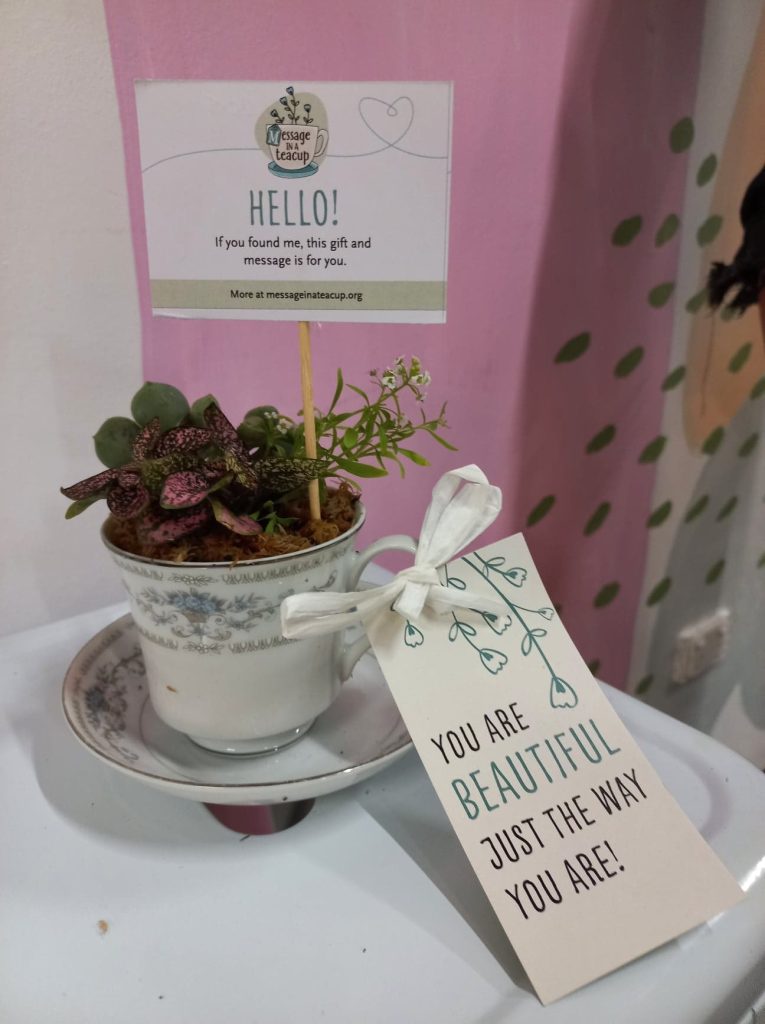 Message
IN A
teacup
HELLO!
If you found me, this gift and
message is for you.
More at messageinateacup.org
YOU ARE
BEAUTIFUL
JUST THE WAY
YOU ARE!